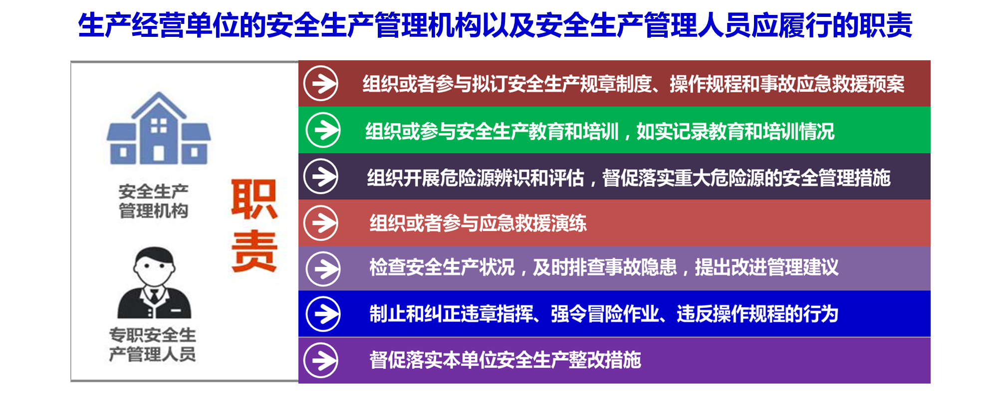 生产经营单位的安全生产管理机构以及安全生产管理人员应履行的职责
安全生产
管理机构
专职安全生
产管理人员
职
责
组织或者参与拟订安全生产规章制度、操作规程和事故应急救援预案
组织或参与安全生产教育和培训，如实记录教育和培训情况
组织开展危险源辨识和评估，督促落实重大危险源的安全管理措施
组织或者参与应急救援演练
检查安全生产状况，及时排查事故隐患，提出改进管理建议
制止和纠正违章指挥、强令冒险作业、违反操作规程的行为
督促落实本单位安全生产整改措施